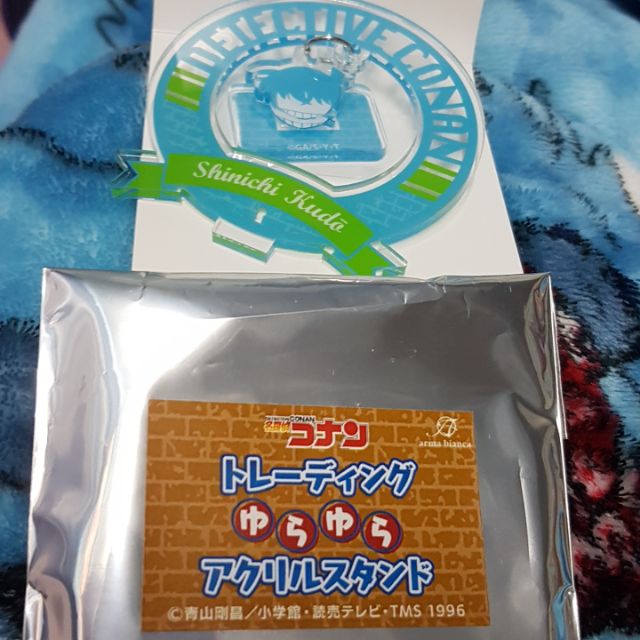 DETECTIVE CONAN
©GA/S・Y・T
Shinichi Kudō
名探偵コナン
CONAN
arma bianca
トレーディング
ゆらゆら
アクリルスタンド
©青山剛昌／小学館・読売テレビ・TMS 1996